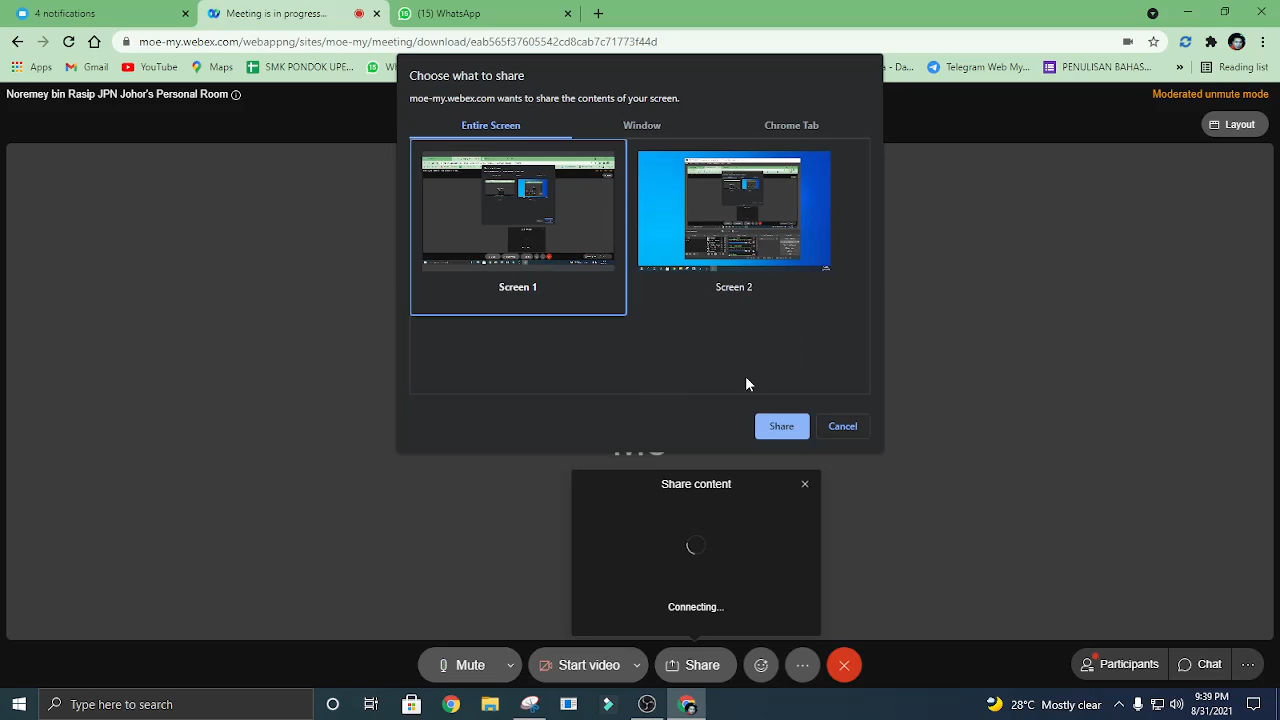 4 notifications
Meeting is in progress...
(15) WhatsApp
moe-my.webex.com/webappng/sites/moe-my/meeting/download/eab565f37605542cd8cab7c71773f44d
Apps
Gmail
YouTube
Maps
SMK PONDOK UPE...
Wh
Da...
Telegram Web My...
PENULISAN BAHAS...
»
Reading list
Noremey bin Rasip JPN Johor's Personal Room
Moderated unmute mode
Layout
Choose what to share
moe-my.webex.com wants to share the contents of your screen.
Entire Screen
Window
Chrome Tab
Screen 1
Screen 2
Share
Cancel
Share content
Connecting...
Mute
Start video
Share
Participants
Chat
Type here to search
28°C Mostly clear
9:39 PM
8/31/2021